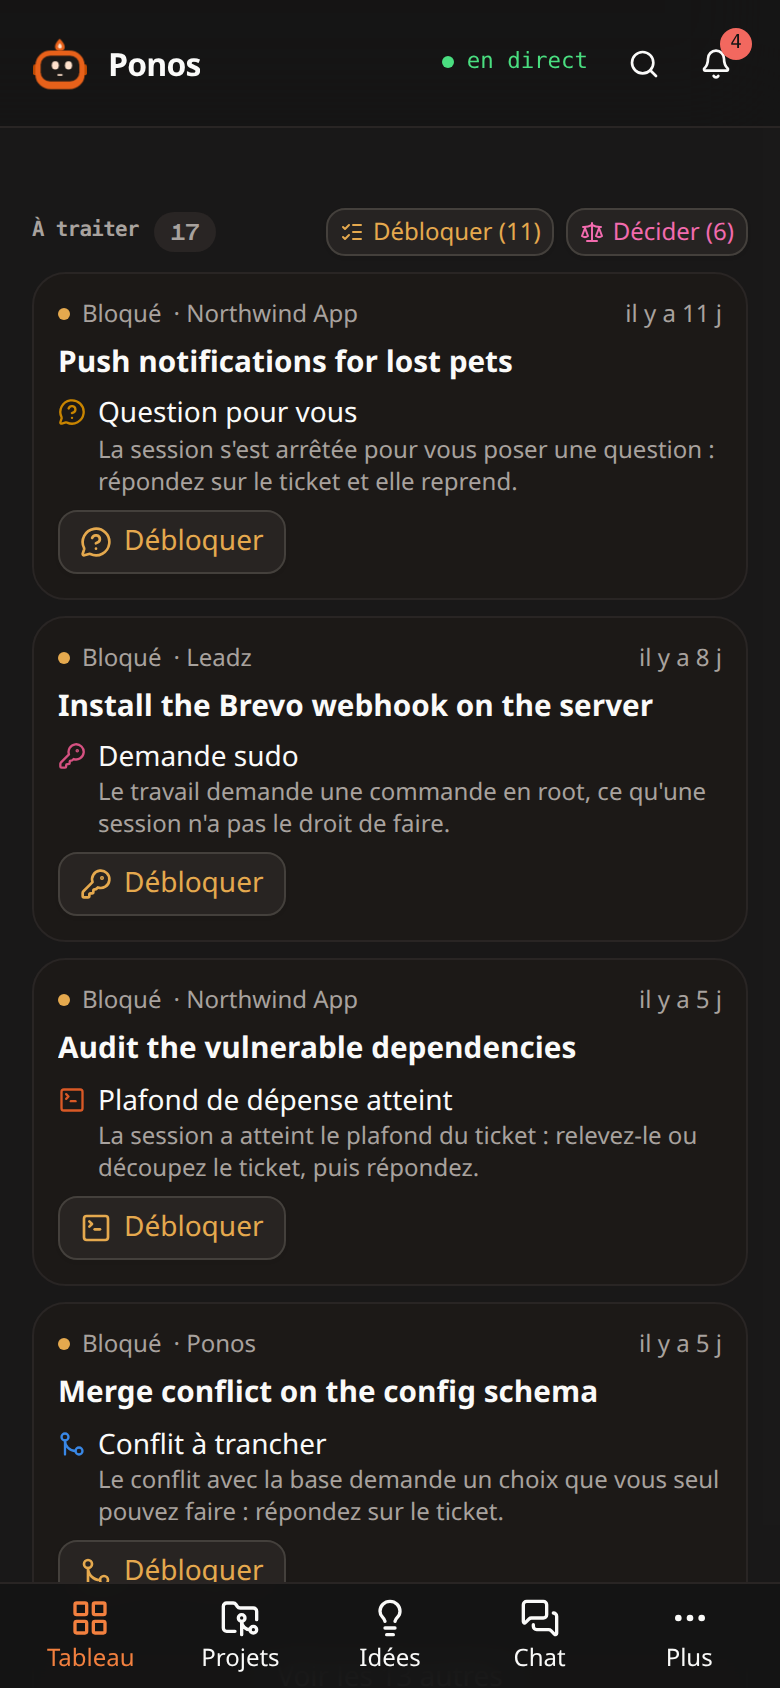 Ponos
en direct
4
À traiter 17
Débloquer (11)
Décider (6)
Bloqué · Northwind App
il y a 11 j
Push notifications for lost pets
Question pour vous
La session s'est arrêtée pour vous poser une question :
répondez sur le ticket et elle reprend.
Débloquer
Bloqué · Leadz
il y a 8 j
Install the Brevo webhook on the server
Demande sudo
Le travail demande une commande en root, ce qu'une
session n'a pas le droit de faire.
Débloquer
Bloqué · Northwind App
il y a 5 j
Audit the vulnerable dependencies
Plafond de dépense atteint
La session a atteint le plafond du ticket : relevez-le ou
découpez le ticket, puis répondez.
Débloquer
Bloqué · Ponos
il y a 5 j
Merge conflict on the config schema
Conflit à trancher
Le conflit avec la base demande un choix que vous seul
pouvez faire : répondez sur le ticket.
Débloquer
Tableau
Projets
Idées
Chat
Plus